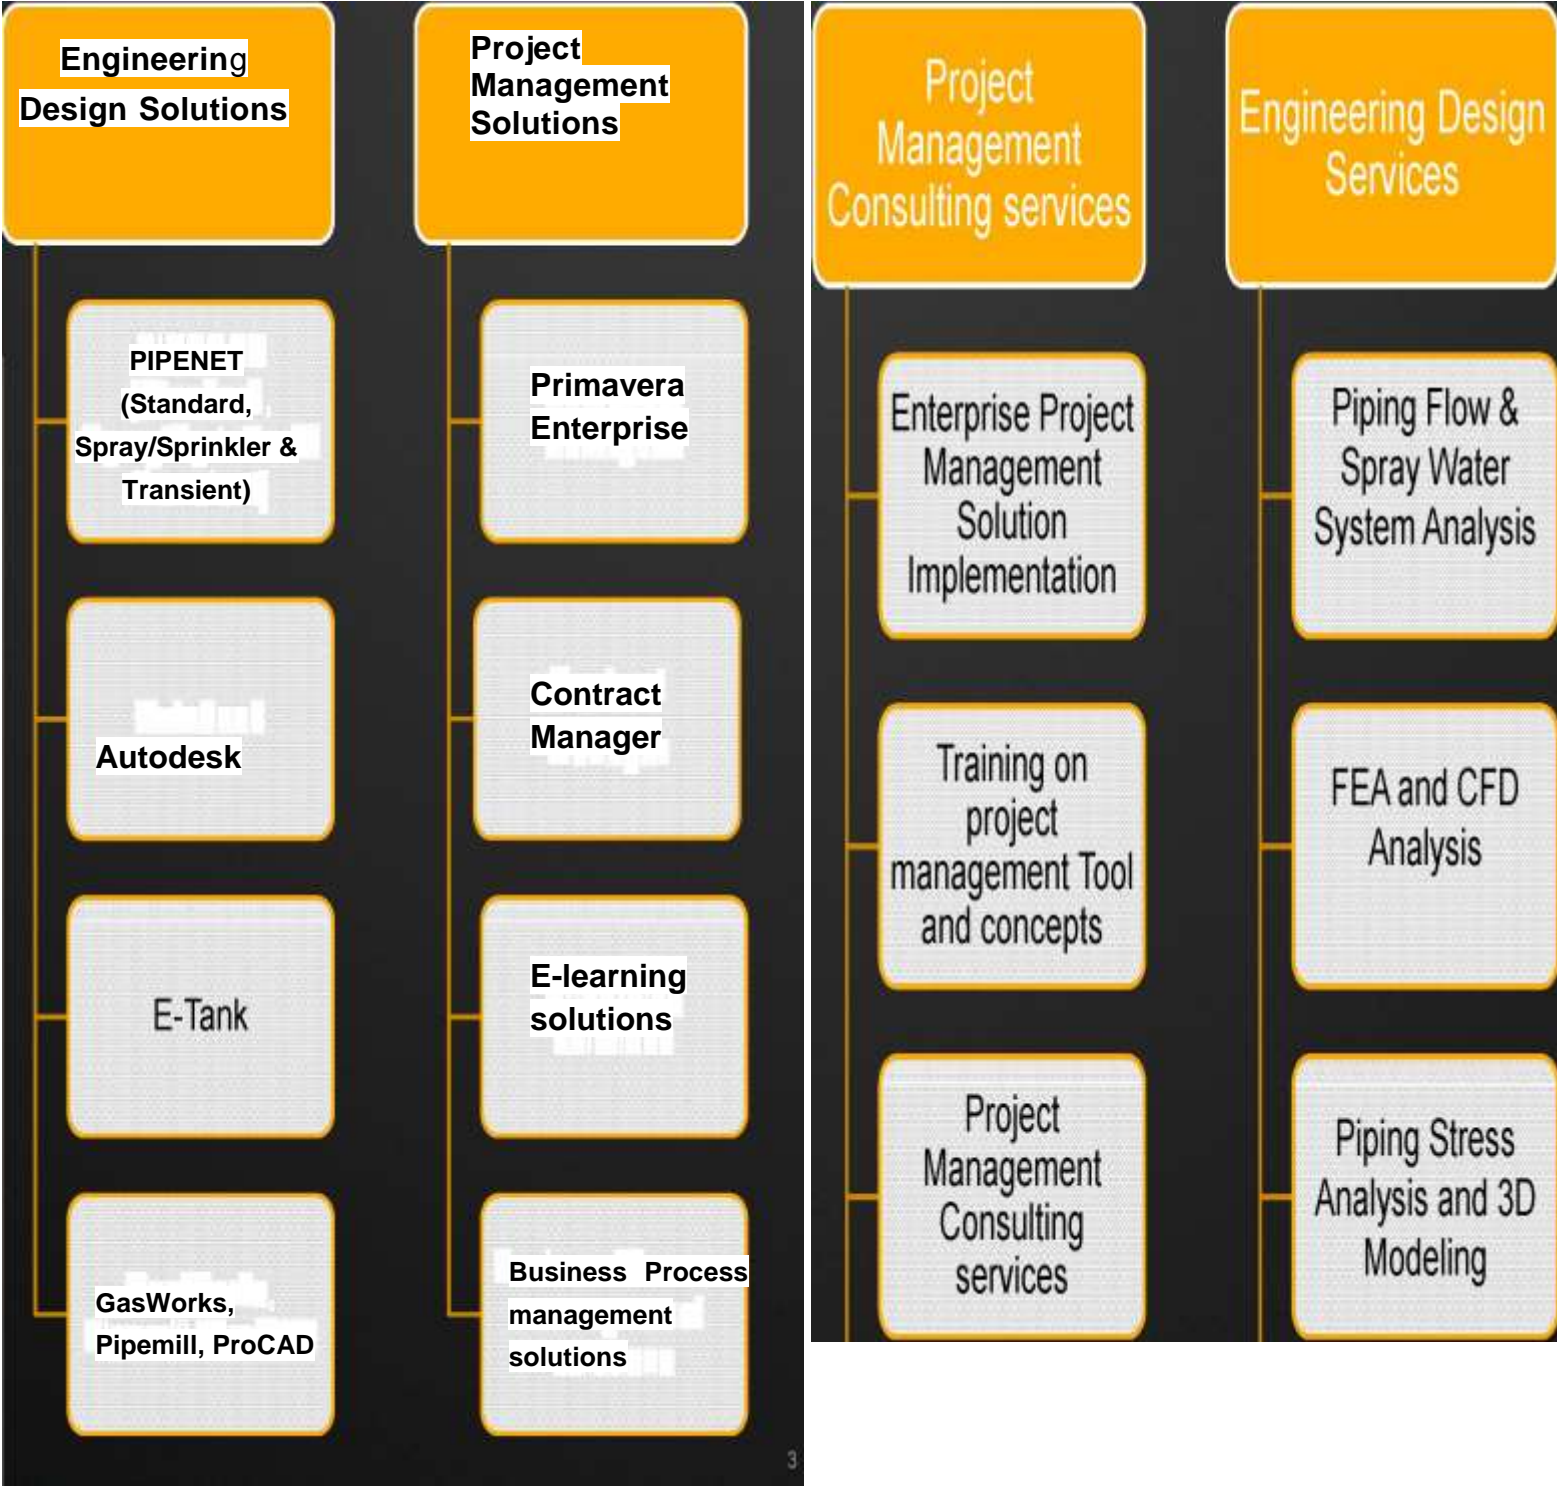 Engineering
Design Solutions
PIPENET
(Standard,
Spray/Sprinkler &
Transient)
Autodesk
E-Tank
GasWorks,
Pipemill, ProCAD
Project
Management
Solutions
Primavera
Enterprise
Contract
Manager
E-learning
solutions
Business Process
management
solutions
3
Project
Management
Consulting services
Enterprise Project
Management
Solution
Implementation
Training on
project
management Tool
and concepts
Project
Management
Consulting
services
Engineering Design
Services
Piping Flow &
Spray Water
System Analysis
FEA and CFD
Analysis
Piping Stress
Analysis and 3D
Modeling